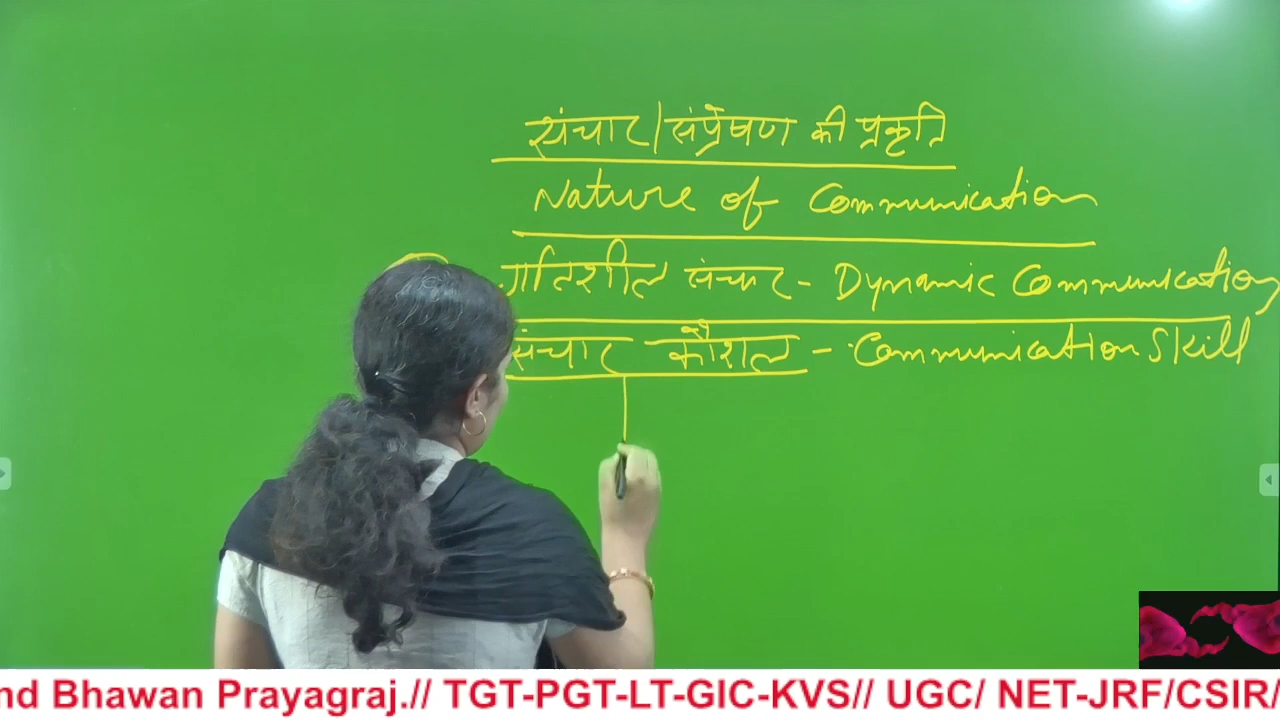 संचार/संप्रेषण की प्रकृति
Nature of Communication
गतिशील संचार - Dynamic Communication
संचार कौशल - Communication Skill
nd Bhawan Prayagraj.// TGT-PGT-LT-GIC-KVS// UGC/ NET-JRF/CSIR/